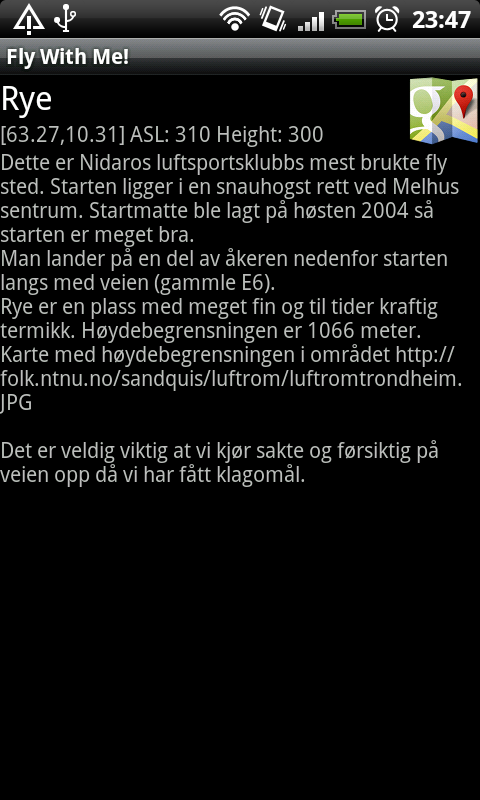 23:47
Fly With Me!
Rye
[63.27,10.31] ASL: 310 Height: 300
Dette er Nidaros luftsportsklubbs mest brukte fly
sted. Starten ligger i en snauhogst rett ved Melhus
sentrum. Startmatte ble lagt på høsten 2004 så
starten er meget bra.
Man lander på en del av åkeren nedenfor starten
langs med veien (gammle E6).
Rye er en plass med meget fin og til tider kraftig
termikk. Høydebegrensningen er 1066 meter.
Karte med høydebegrensningen i området http://
folk.ntnu.no/sandquis/luftrom/luftromtrondheim.
JPG
Det er veldig viktig at vi kjør sakte og førsiktig på
veien opp då vi har fått klagomål.